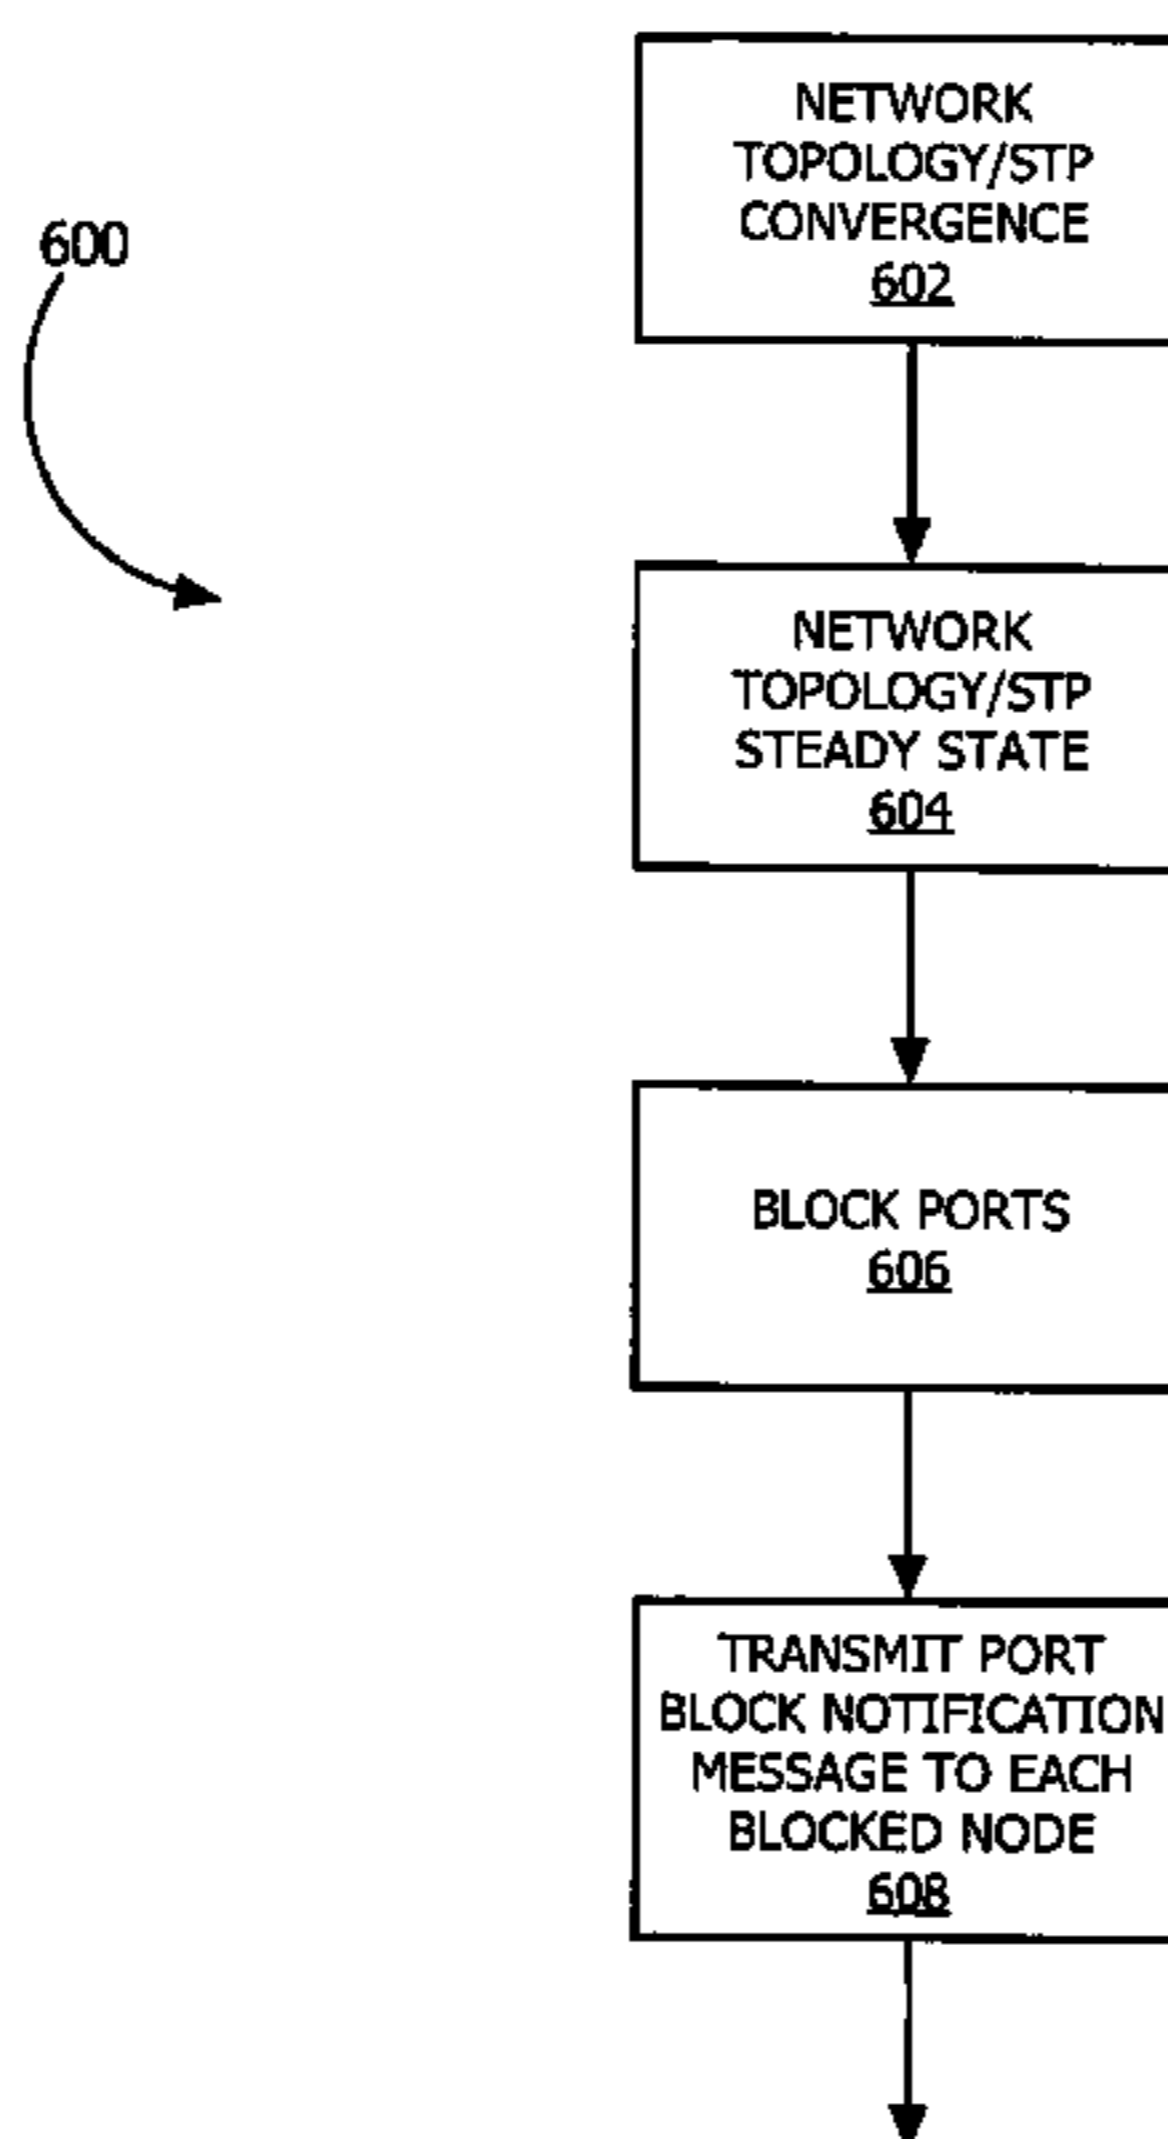 NETWORK
TOPOLOGY/STP
CONVERGENCE
602
600
NETWORK
TOPOLOGY/STP
STEADY STATE
604
BLOCK PORTS
606
TRANSMIT PORT
BLOCK NOTIFICATION
MESSAGE TO EACH
BLOCKED NODE
608